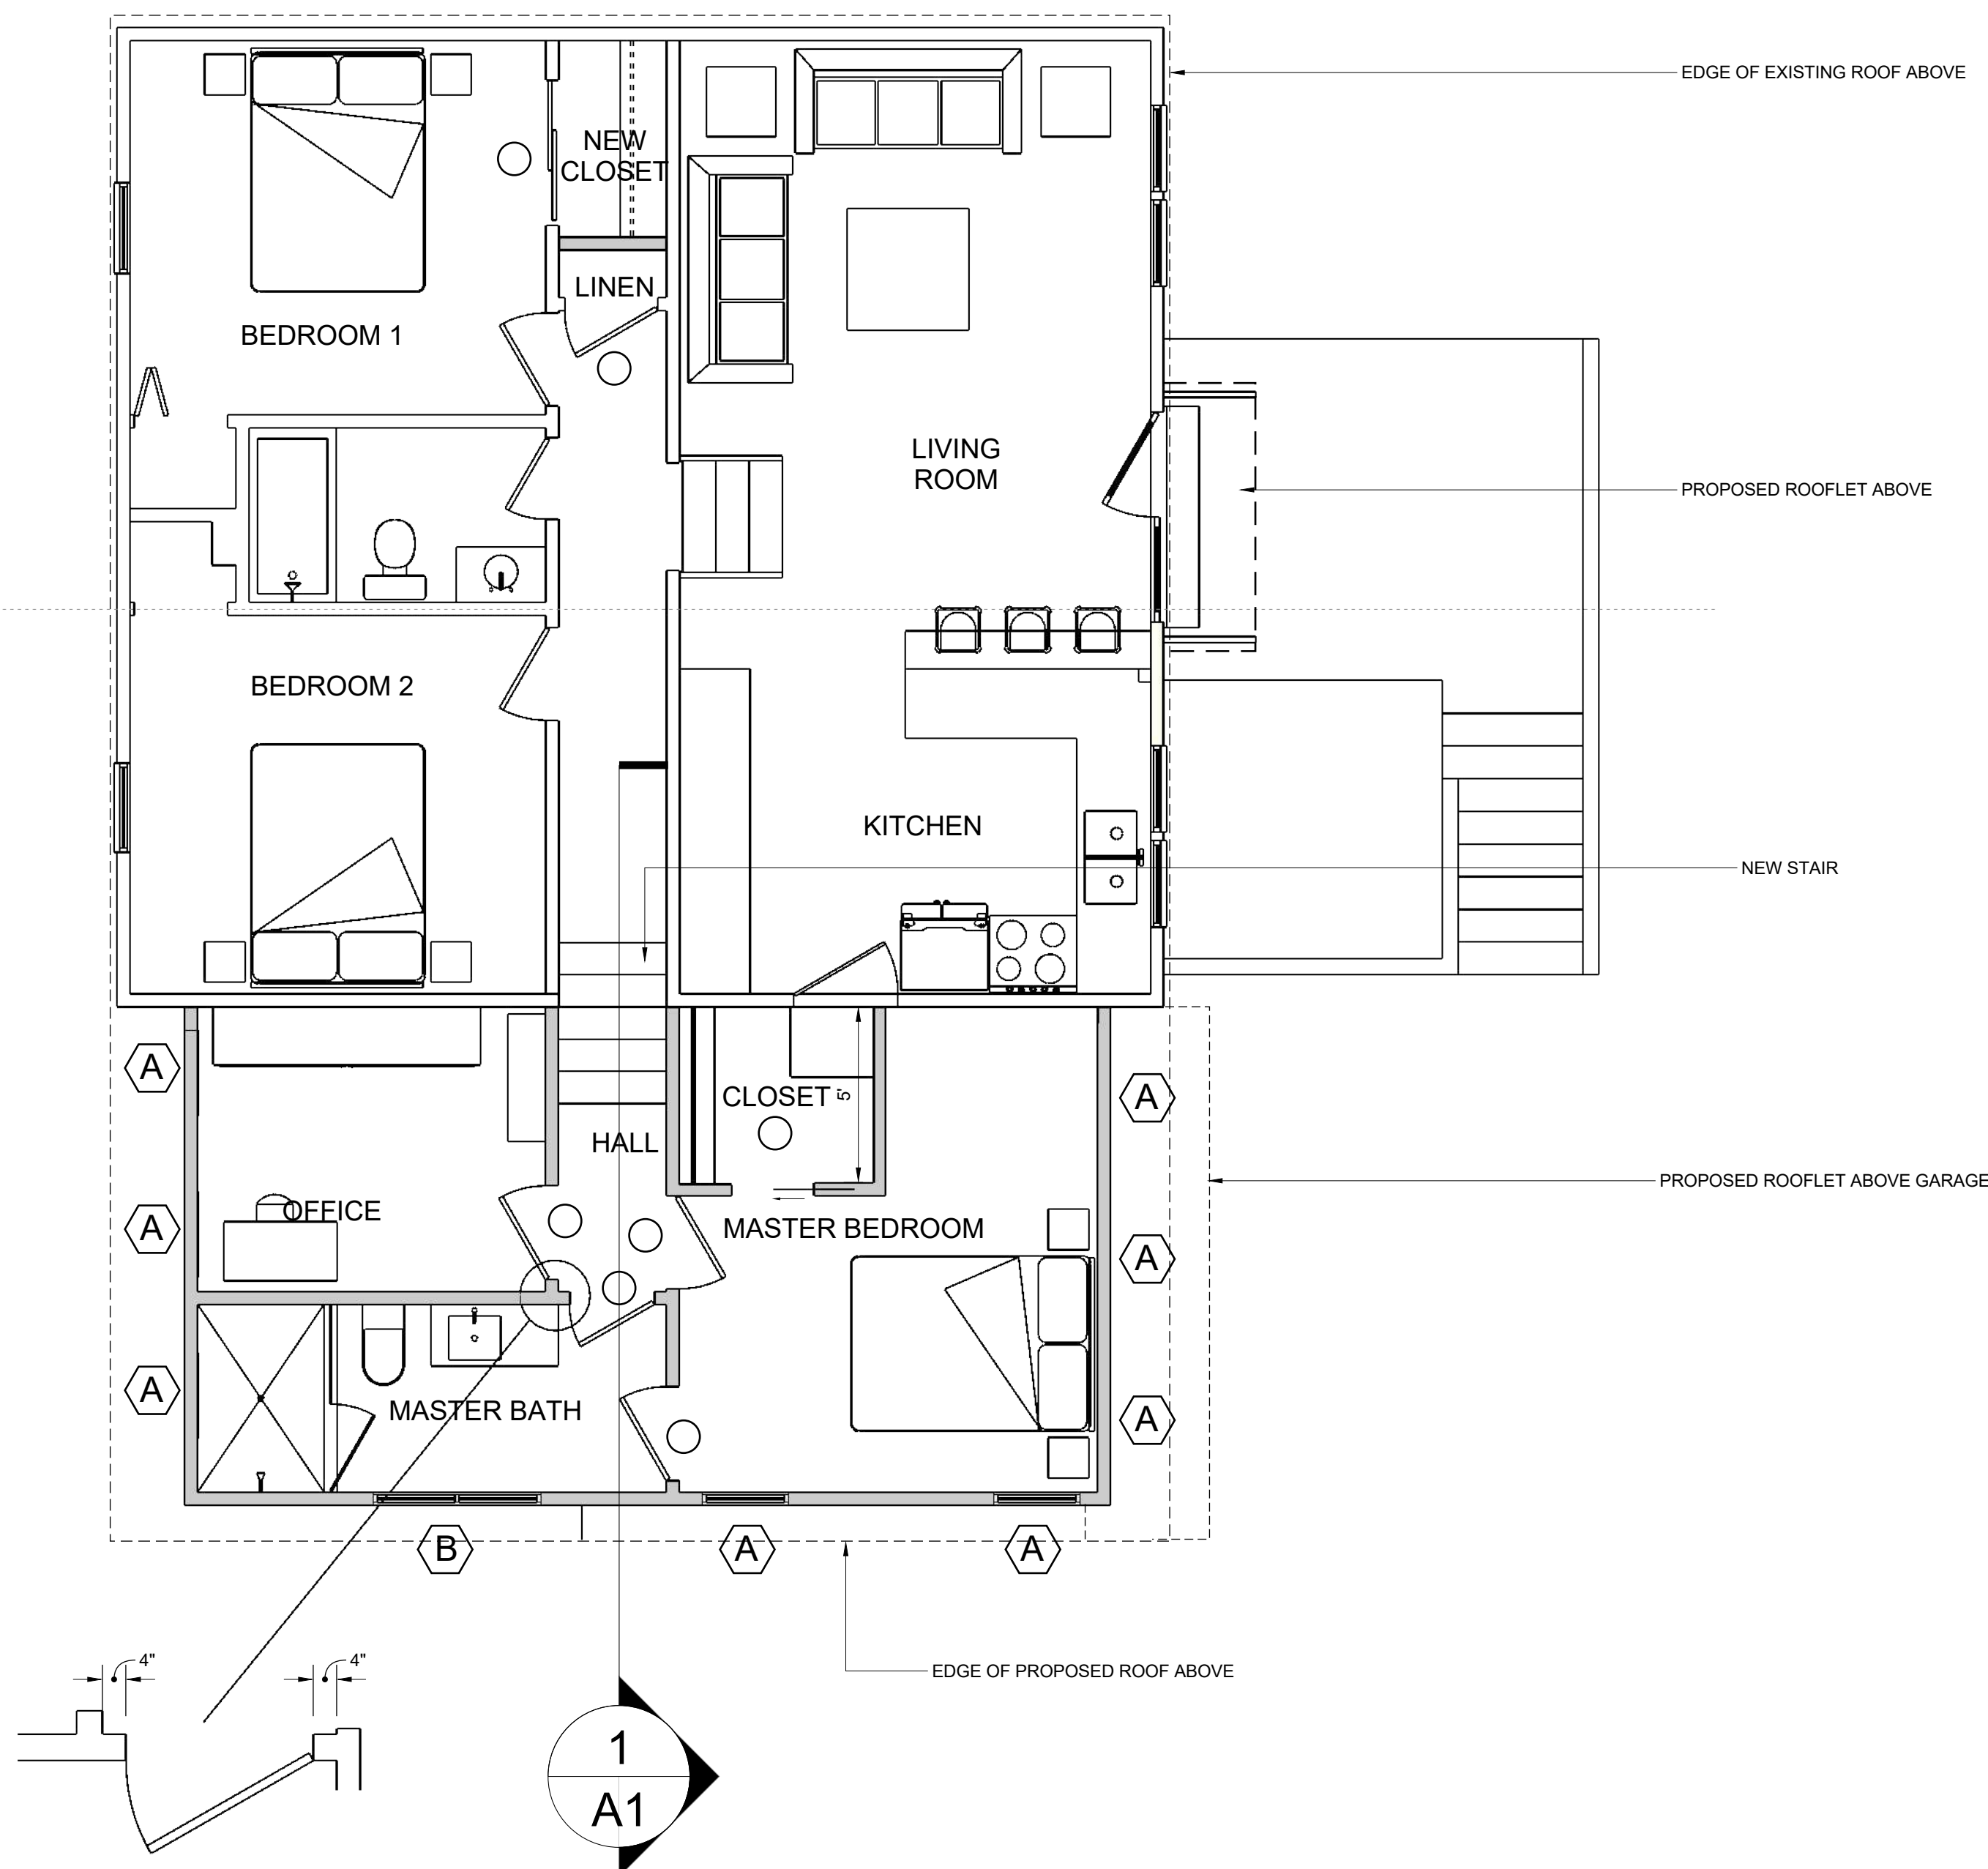 EDGE OF EXISTING ROOF ABOVE
NEW
CLOSET
LINEN
BEDROOM 1
LIVING
ROOM
PROPOSED ROOFLET ABOVE
BEDROOM 2
KITCHEN
NEW STAIR
A
CLOSET
5'
A
HALL
PROPOSED ROOFLET ABOVE GARAGE
OFFICE
A
MASTER BEDROOM
A
A
MASTER BATH
A
B
A
A
4"
4"
EDGE OF PROPOSED ROOF ABOVE
1
A1